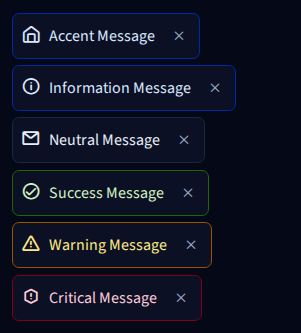 Accent Message
Information Message
Neutral Message
Success Message
Warning Message
Critical Message